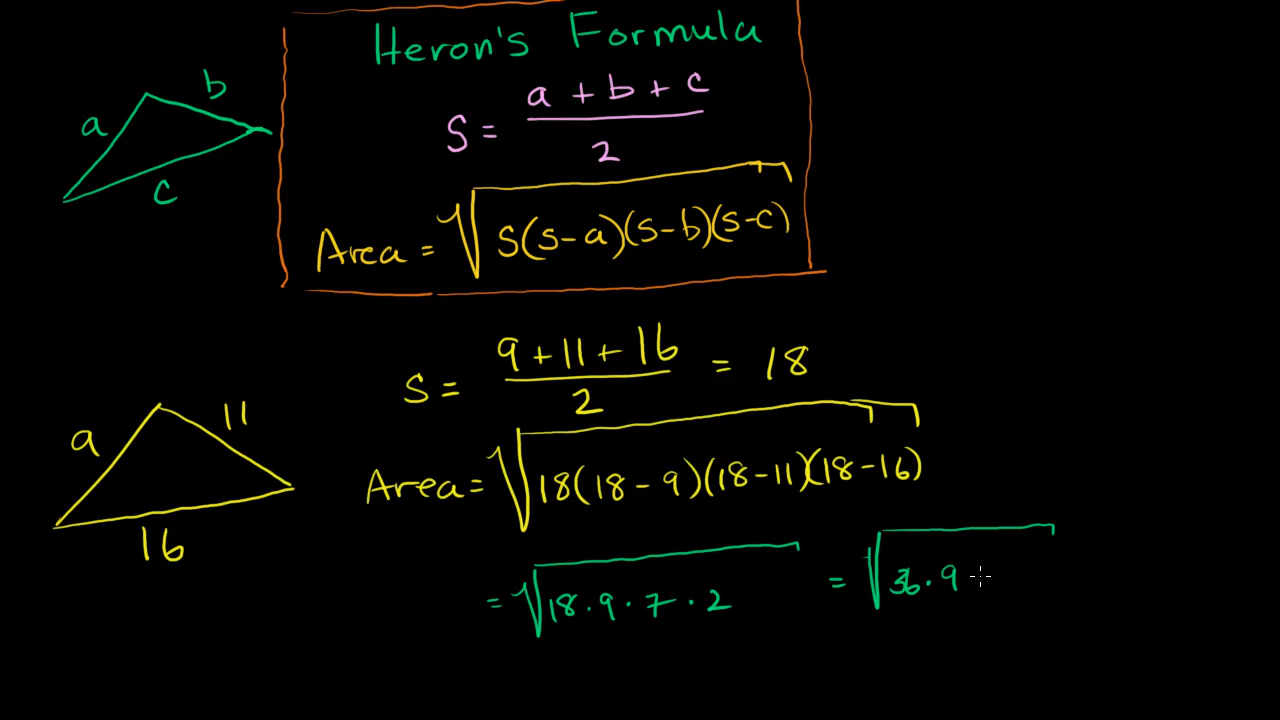 Heron's Formula
a
b
c
S = a + b + c / 2
Area = √S(S-a)(S-b)(S-c)
S = 9 + 11 + 16 / 2 = 18
9
11
16
Area = √18(18-9)(18-11)(18-16)
= √18·9·7·2 = √36·9